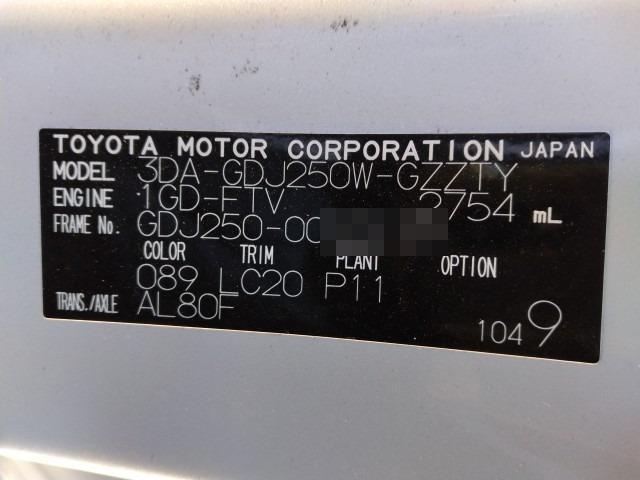 TOYOTA MOTOR CORPORATION JAPAN
MODEL 3DA-GDJ250W-GZZTY
ENGINE 1GD-FTV 2754 mL
FRAME No. GDJ250-00
COLOR TRIM PLANT OPTION
089 LC20 P11
TRANS./AXLE AL80F
1049